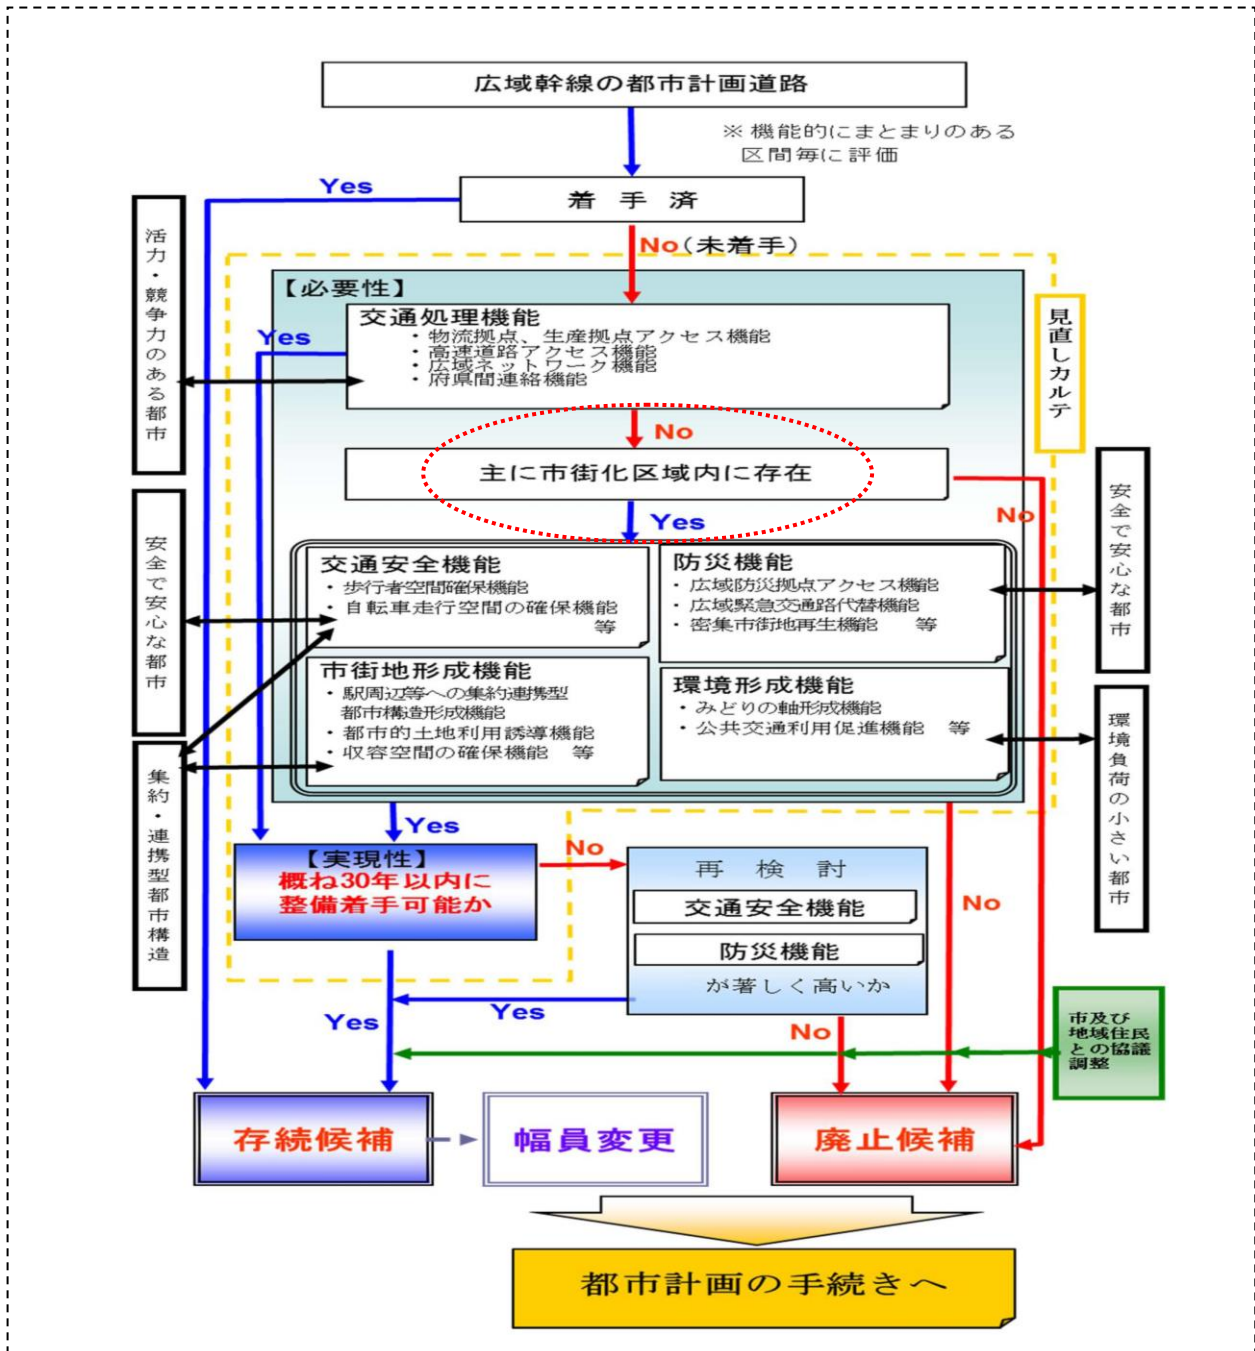 広域幹線の都市計画道路
※機能的にまとまりのある
区間毎に評価
Yes
着手済
No(未着手)
活力・競争力のある都市
見直しカルテ
【必要性】
交通処理機能
・物流拠点、生産拠点アクセス機能
・高速道路アクセス機能
・広域ネットワーク機能
・府県間連絡機能
Yes
No
主に市街化区域内に存在
Yes
No
安全で安心な都市
安全で安心な都市
交通安全機能
・歩行者空間確保機能
・自転車走行空間の確保機能
等
防災機能
・広域防災拠点アクセス機能
・広域緊急交通路代替機能
・密集市街地再生機能 等
市街地形成機能
・駅周辺等への集約連携型
都市構造形成機能
・都市的土地利用誘導機能
・収容空間の確保機能 等
環境形成機能
・みどりの軸形成機能
・公共交通利用促進機能 等
集約・連携型都市構造
環境負荷の小さい都市
Yes
【実現性】
概ね30年以内に
整備着手可能か
No
再検討
交通安全機能
防災機能
が著しく高いか
No
Yes
Yes
No
市及び
地域住民
との協議
調整
存続候補
幅員変更
廃止候補
都市計画の手続きへ